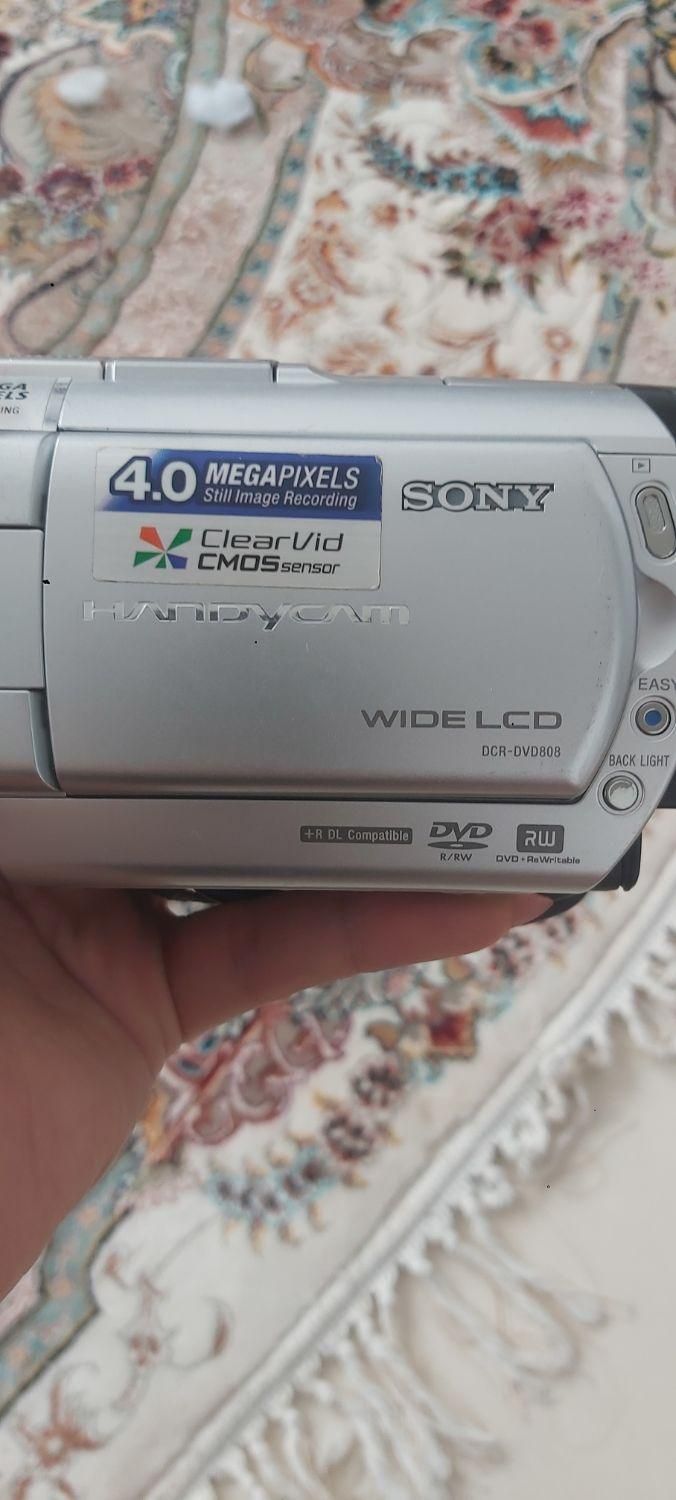 4.0 MEGAPIXELS
Still Image Recording
SONY
ClearVid
CMOS sensor
HANDYCAM
EASY
WIDE LCD
DCR-DVD808
BACK LIGHT
+R DL Compatible
DVD
R/RW
RW
DVD+ReWritable